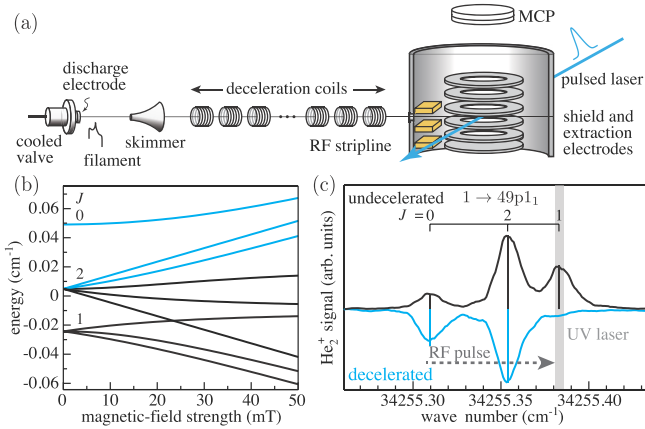 (a)
MCP
discharge
electrode
deceleration coils
pulsed laser
cooled
valve
filament
skimmer
RF stripline
shield and
extraction
electrodes
(b)
J
0
2
1
0.06
0.04
0.02
0
-0.02
-0.04
-0.06
energy (cm⁻¹)
0 10 20 30 40 50
magnetic-field strength (mT)
(c)
undecelerated 1 → 49p1₁
J = 0 2 1
He₂⁺ signal (arb. units)
UV laser
RF pulse
decelerated
34255.30 34255.35 34255.40
wave number (cm⁻¹)